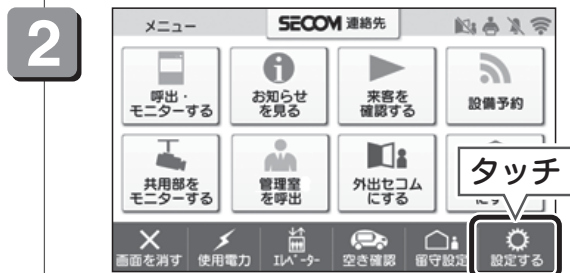 2
メニュー
SECOM 連絡先
呼出・
モニターする
お知らせ
を見る
来客を
確認する
設備予約
共用部を
モニターする
管理室
を呼出
外出セコム
にする
タッチ
にする
画面を消す
使用電力
エレベーター
空き確認
留守設定
設定する